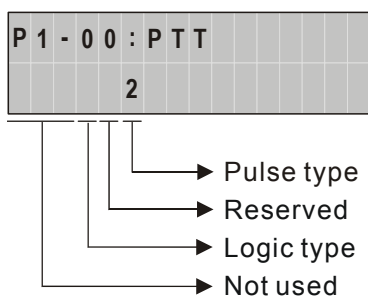 P1-00:PTT
2
Pulse type
Reserved
Logic type
Not used